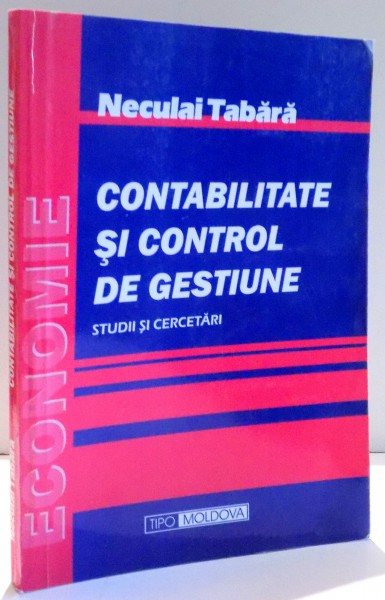 Neculai Tabără
CONTABILITATE
ŞI CONTROL
DE GESTIUNE
STUDII ŞI CERCETĂRI
TIPO MOLDOVA
ECONOMIE
CONTABILITATE ŞI CONTROL DE GESTIUNE